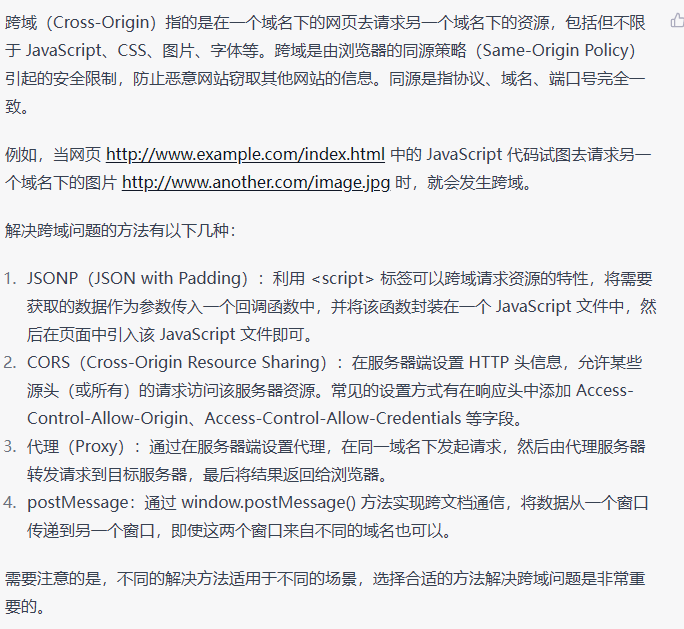 跨域（Cross-Origin）指的是在一个域名下的网页去请求另一个域名下的资源，包括但不限
于 JavaScript、CSS、图片、字体等。跨域是由浏览器的同源策略（Same-Origin Policy）
引起的安全限制，防止恶意网站窃取其他网站的信息。同源是指协议、域名、端口号完全一
致。
例如，当网页 http://www.example.com/index.html 中的 JavaScript 代码试图去请求另一
个域名下的图片 http://www.another.com/image.jpg 时，就会发生跨域。
解决跨域问题的方法有以下几种：
1. JSONP（JSON with Padding）：利用 <script> 标签可以跨域请求资源的特性，将需要
获取的数据作为参数传入一个回调函数中，并将该函数封装在一个 JavaScript 文件中，然
后在页面中引入该 JavaScript 文件即可。
2. CORS（Cross-Origin Resource Sharing）：在服务器端设置 HTTP 头信息，允许某些
源头（或所有）的请求访问该服务器资源。常见的设置方式有在响应头中添加 Access-
Control-Allow-Origin、Access-Control-Allow-Credentials 等字段。
3. 代理（Proxy）：通过在服务器端设置代理，在同一域名下发起请求，然后由代理服务器
转发请求到目标服务器，最后将结果返回给浏览器。
4. postMessage：通过 window.postMessage() 方法实现跨文档通信，将数据从一个窗口
传递到另一个窗口，即使这两个窗口来自不同的域名也可以。
需要注意的是，不同的解决方法适用于不同的场景，选择合适的方法解决跨域问题是非常重
要的。